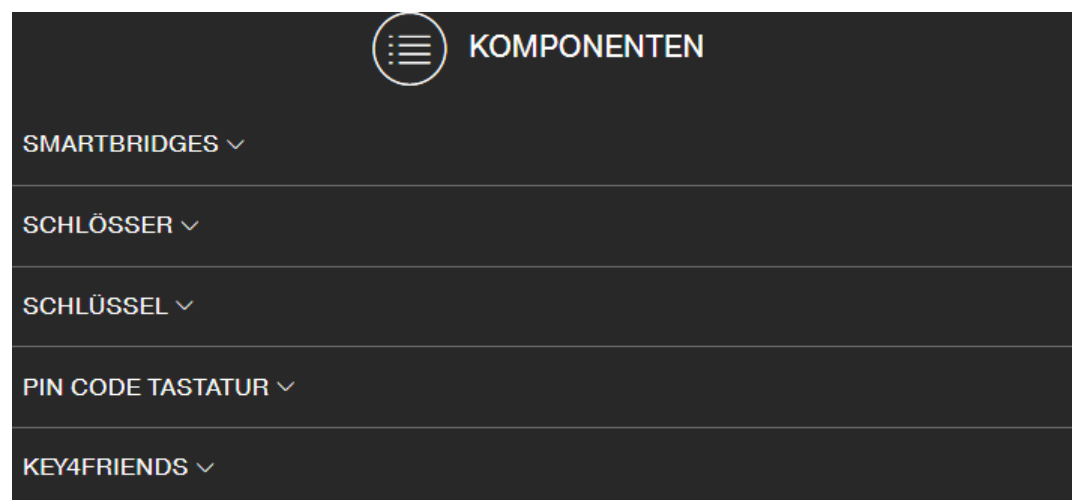 KOMPONENTEN
SMARTBRIDGES
SCHLÖSSER
SCHLÜSSEL
PIN CODE TASTATUR
KEY4FRIENDS